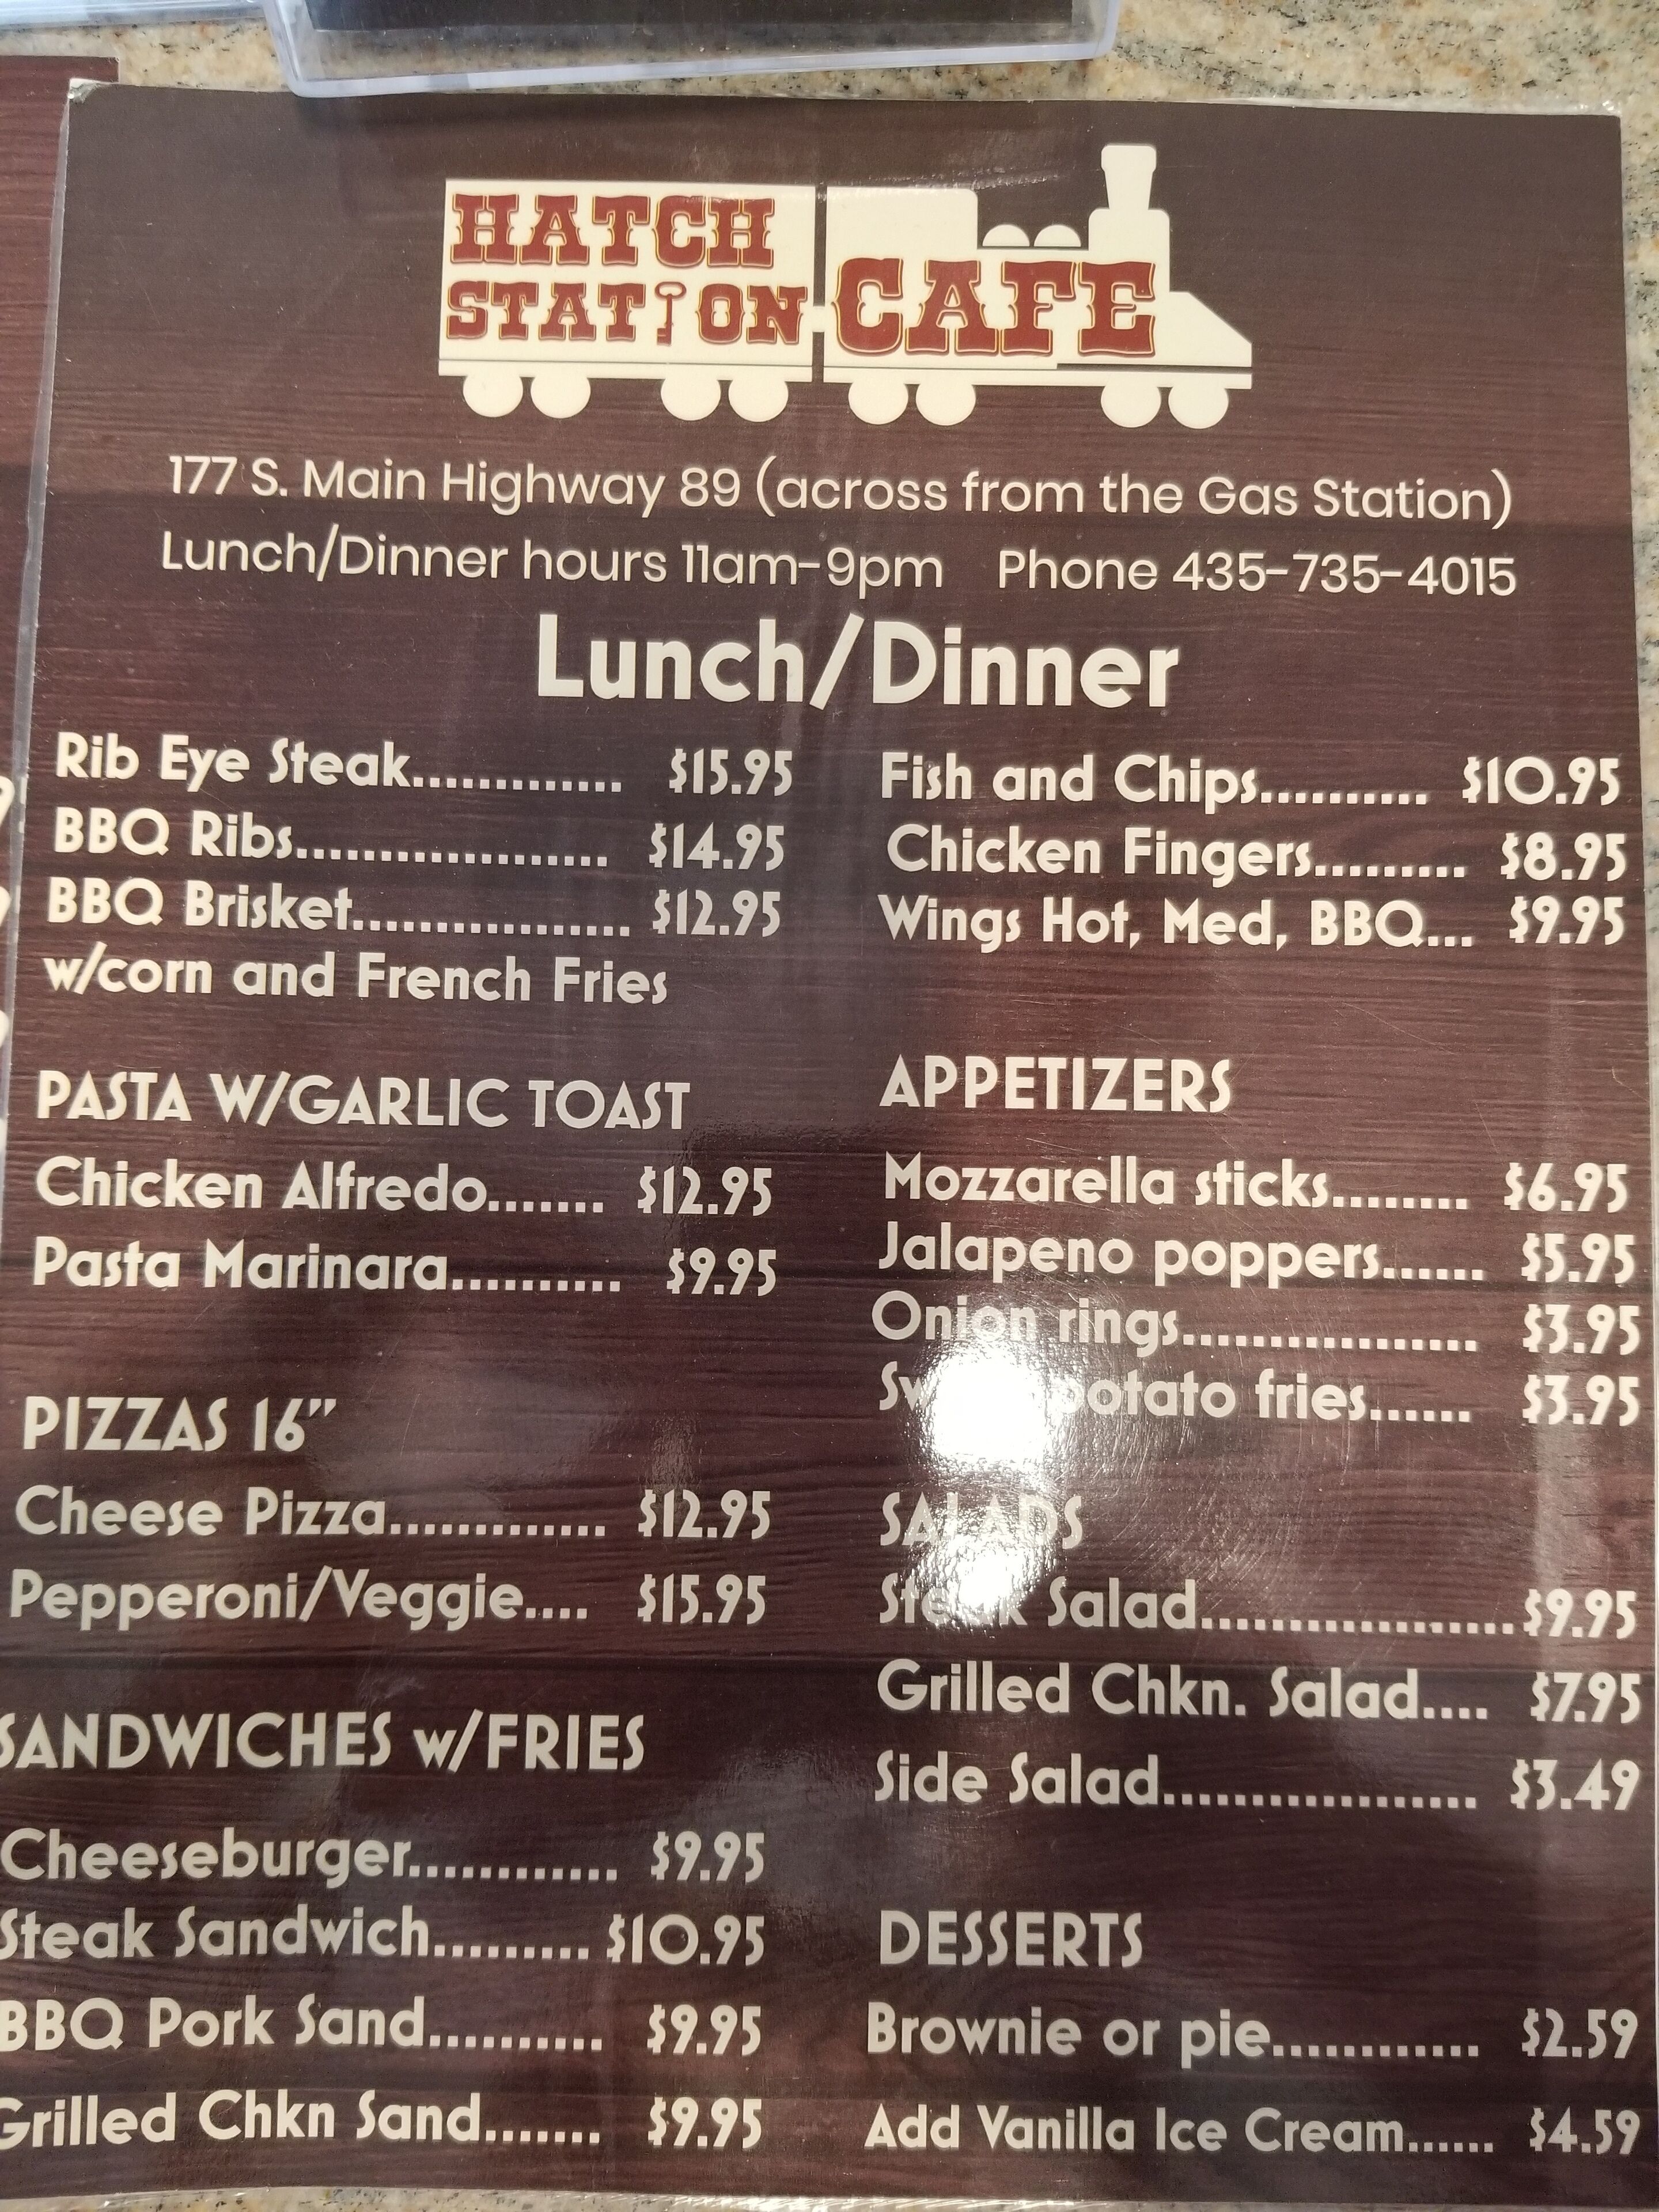 HATCH
STATION CAFE
177 S. Main Highway 89 (across from the Gas Station)
Lunch/Dinner hours 11am-9pm Phone 435-735-4015
Lunch/Dinner
Rib Eye Steak............. $15.95
BBQ Ribs................... $14.95
BBQ Brisket................. $12.95
w/corn and French Fries
PASTA W/GARLIC TOAST
Chicken Alfredo....... $12.95
Pasta Marinara.......... $9.95
PIZZAS 16”
Cheese Pizza............. $12.95
Pepperoni/Veggie.... $15.95
SANDWICHES w/FRIES
Cheeseburger............ $9.95
Steak Sandwich......... $10.95
BBQ Pork Sand.......... $9.95
Grilled Chkn Sand....... $9.95
Fish and Chips.......... $10.95
Chicken Fingers......... $8.95
Wings Hot, Med, BBQ... $9.95
APPETIZERS
Mozzarella sticks........ $6.95
Jalapeno poppers...... $5.95
Onion rings.................. $3.95
Sweet potato fries...... $3.95
SALADS
Steak Salad...................$9.95
Grilled Chkn. Salad.... $7.95
Side Salad................... $3.49
DESSERTS
Brownie or pie............. $2.59
Add Vanilla Ice Cream...... $4.59